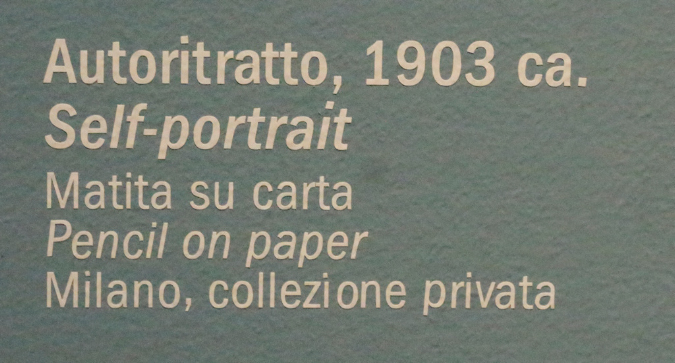 Autoritratto, 1903 ca.
Self-portrait
Matita su carta
Pencil on paper
Milano, collezione privata